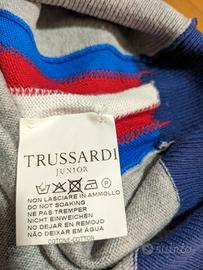 TRUSSARDI
JUNIOR
NON LASCIARE IN AMMOLLO
DO NOT SOAKING
NE PAS TREMPER
NICHT EINWEICHEN
NO DEJAR EN REMOJO
NÃO DEIXAR EM ÁGUA
COTONE-COTTON
subito